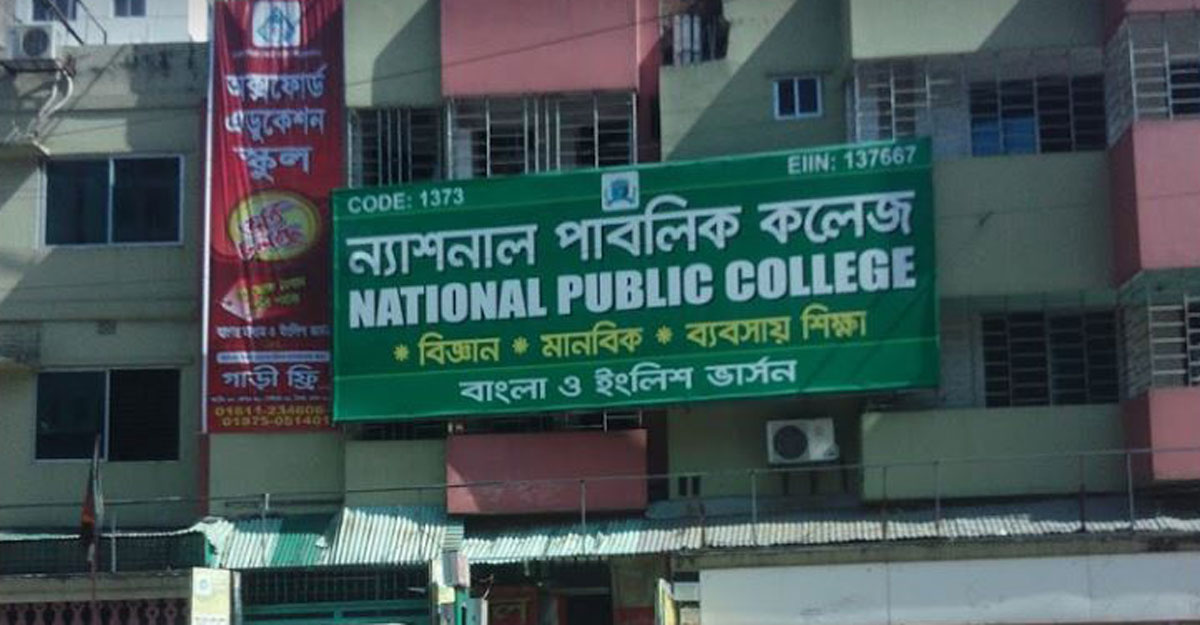 অক্সফোর্ড
এডুকেশন
স্কুল
গাড়ী ফ্রি
CODE: 1373
EIIN: 137667
ন্যাশনাল পাবলিক কলেজ
NATIONAL PUBLIC COLLEGE
* বিজ্ঞান * মানবিক * ব্যবসায় শিক্ষা
বাংলা ও ইংলিশ ভার্সন